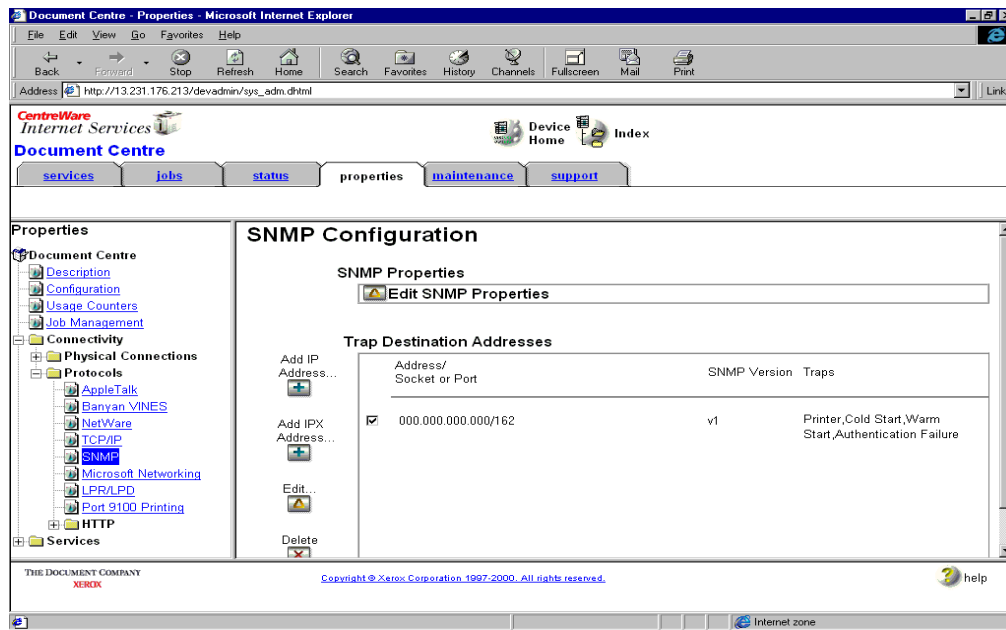 Document Centre - Properties - Microsoft Internet Explorer
File Edit View Go Favorites Help
Back Forward Stop Refresh Home Search Favorites History Channels Fullscreen Mail Print
Address http://13.231.176.213/devadmin/sys_adm.dhtml Link
CentreWare
Internet Services
Document Centre
Device Home
Index
services jobs status properties maintenance support
Properties
Document Centre
Description
Configuration
Usage Counters
Job Management
Connectivity
Physical Connections
Protocols
AppleTalk
Banyan VINES
NetWare
TCP/IP
SNMP
Microsoft Networking
LPR/LPD
Port 9100 Printing
HTTP
Services
SNMP Configuration
SNMP Properties
Edit SNMP Properties
Trap Destination Addresses
Add IP
Address...
Add IPX
Address...
Edit...
Delete
Address/
Socket or Port
SNMP Version Traps
000.000.000.000/162 v1 Printer,Cold Start,Warm
Start,Authentication Failure
THE DOCUMENT COMPANY
XEROX
Copyright © Xerox Corporation 1997-2000. All rights reserved.
help
Internet zone